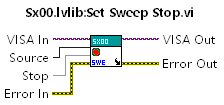 Sx00.lvlib:Set Sweep Stop.vi
VISA In
VISA Out
Source
SX00
Stop
SWE
Error Out
Error In